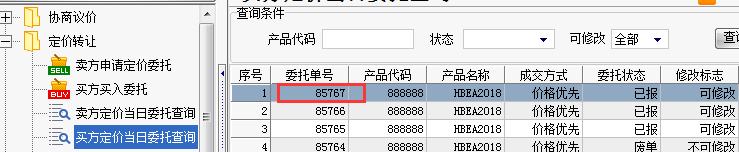 协商议价
定价转让
卖方申请定价委托
买方买入委托
卖方定价当日委托查询
买方定价当日委托查询
SELL
BUY
查询条件
产品代码 状态 可修改 全部
序号 委托单号 产品代码 产品名称 成交方式 委托状态 修改标志
1 85767 888888 HBEA2018 价格优先 已报 可修改
2 85766 888888 HBEA2018 价格优先 已报 可修改
3 85765 888888 HBEA2018 价格优先 已报 可修改
4 85764 888888 HBEA2018 价格优先 废单 不可修改